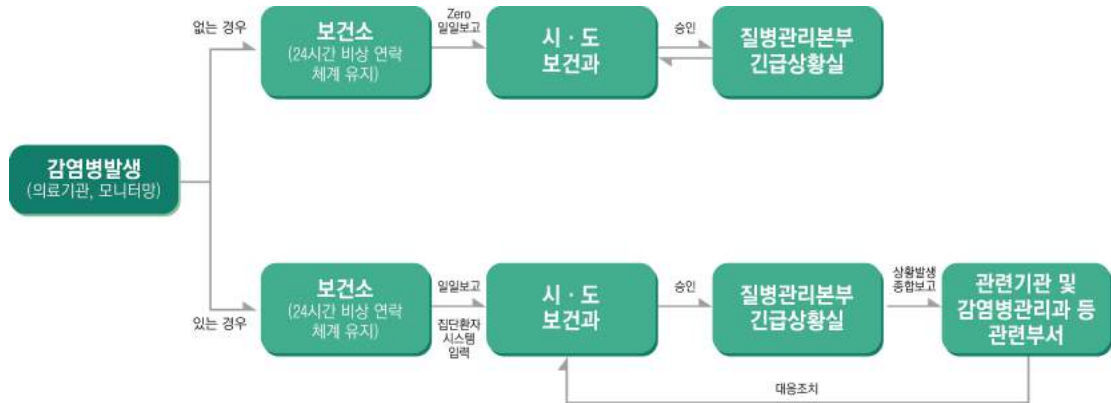 없는 경우
보건소
(24시간 비상 연락
체계 유지)
Zero
일일보고
시 · 도
보건과
승인
질병관리본부
긴급상황실
감염병발생
(의료기관, 모니터망)
있는 경우
보건소
(24시간 비상 연락
체계 유지)
일일보고
집단환자
시스템
입력
시 · 도
보건과
승인
질병관리본부
긴급상황실
상황발생
종합보고
관련기관 및
감염병관리과 등
관련부서
대응조치